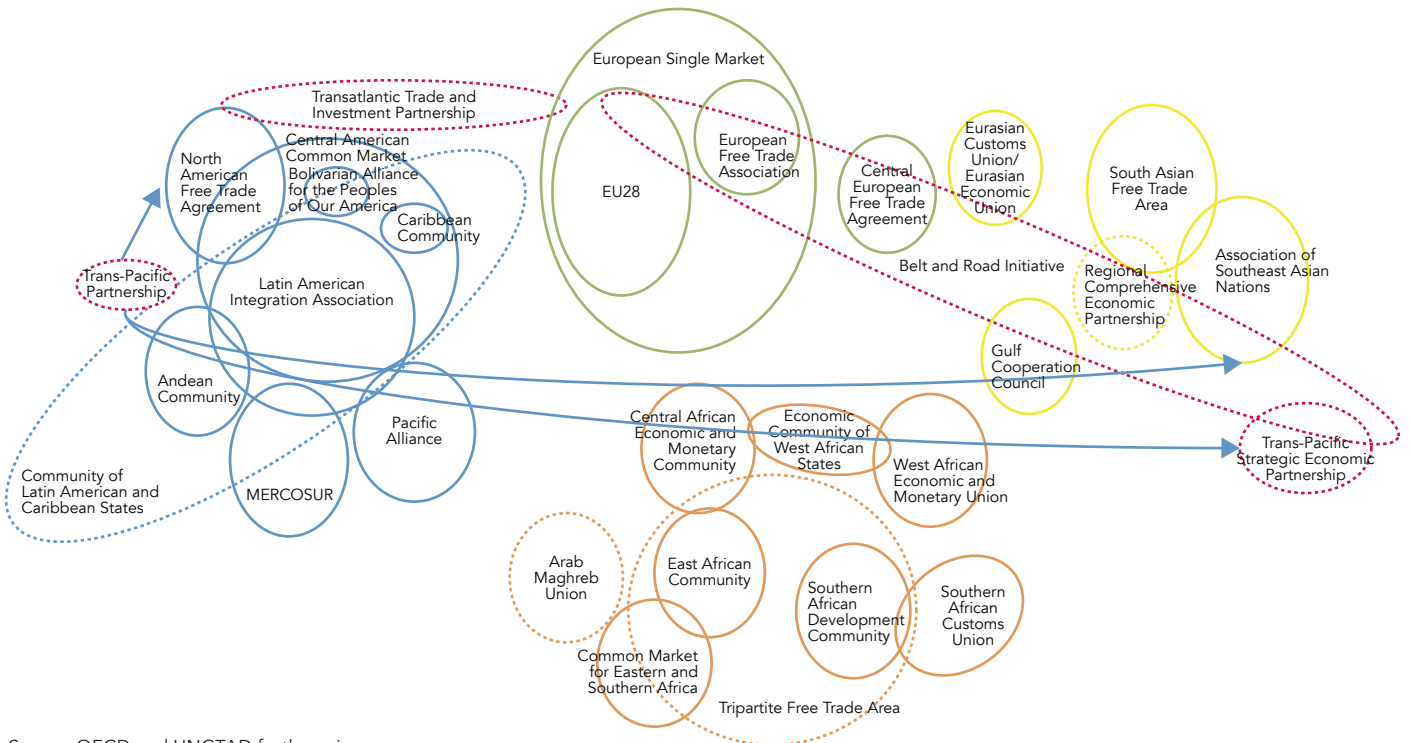 European Single Market
Transatlantic Trade and
Investment Partnership
North
American
Free Trade
Agreement
Central American
Common Market
Bolivarian Alliance
for the Peoples
of Our America
Caribbean
Community
EU28
European
Free Trade
Association
Central
European
Free Trade
Agreement
Eurasian
Customs
Union/
Eurasian
Economic
Union
South Asian
Free Trade
Area
Association of
Southeast Asian
Nations
Trans-Pacific
Partnership
Latin American
Integration Association
Belt and Road Initiative
Regional
Comprehensive
Economic
Partnership
Gulf
Cooperation
Council
Andean
Community
Pacific
Alliance
MERCOSUR
Community of
Latin American and
Caribbean States
Central African
Economic and
Monetary
Community
Economic
Community of
West African
States
West African
Economic and
Monetary Union
Trans-Pacific
Strategic Economic
Partnership
Arab
Maghreb
Union
East African
Community
Southern
African
Development
Community
Southern
African
Customs
Union
Common Market
for Eastern and
Southern Africa
Tripartite Free Trade Area